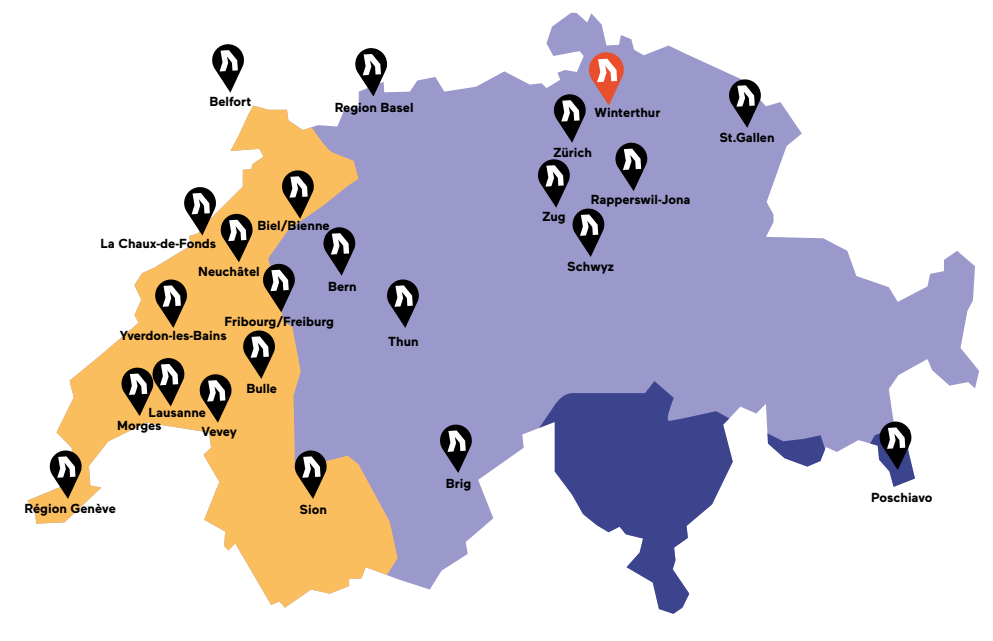 Belfort
Region Basel
Winterthur
St.Gallen
Zürich
Rapperswil-Jona
Zug
Biel/Bienne
La Chaux-de-Fonds
Neuchâtel
Schwyz
Bern
Fribourg/Freiburg
Yverdon-les-Bains
Thun
Bulle
Lausanne
Morges
Vevey
Brig
Poschiavo
Région Genève
Sion